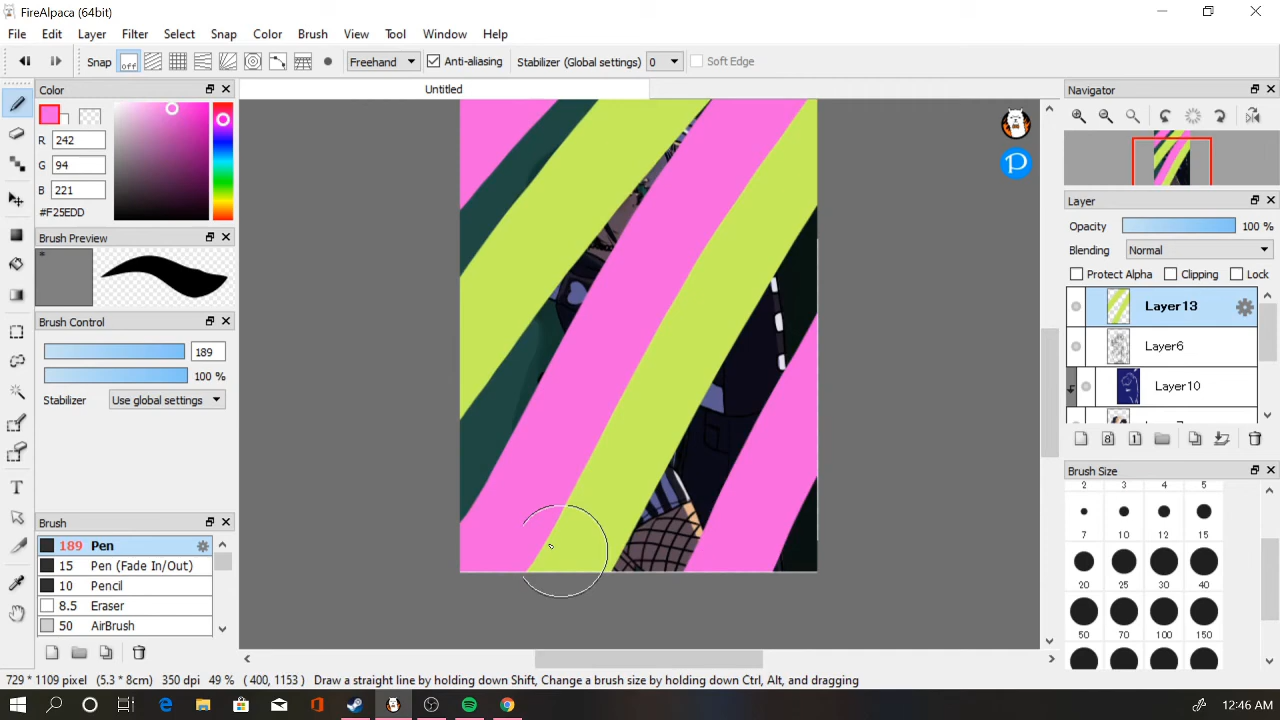 FireAlpaca (64bit)
File Edit Layer Filter Select Snap Color Brush View Tool Window Help
Snap off Freehand Anti-aliasing Stabilizer (Global settings) 0 Soft Edge
Color
Untitled
Navigator
R 242
G 94
B 221
#F25EDD
Layer
Opacity 100 %
Brush Preview
Blending Normal
Protect Alpha Clipping Lock
Layer13
Brush Control
Layer6
189
100 %
Layer10
Stabilizer Use global settings
8 1
Brush Size
2 3 4 5
7 10 12 15
20 25 30 40
50 70 100 150
Brush
189 Pen
15 Pen (Fade In/Out)
10 Pencil
8.5 Eraser
50 AirBrush
729 * 1109 pixel (5.3 * 8cm) 350 dpi 49 % ( 400, 1153 ) Draw a straight line by holding down Shift, Change a brush size by holding down Ctrl, Alt, and dragging
12:46 AM